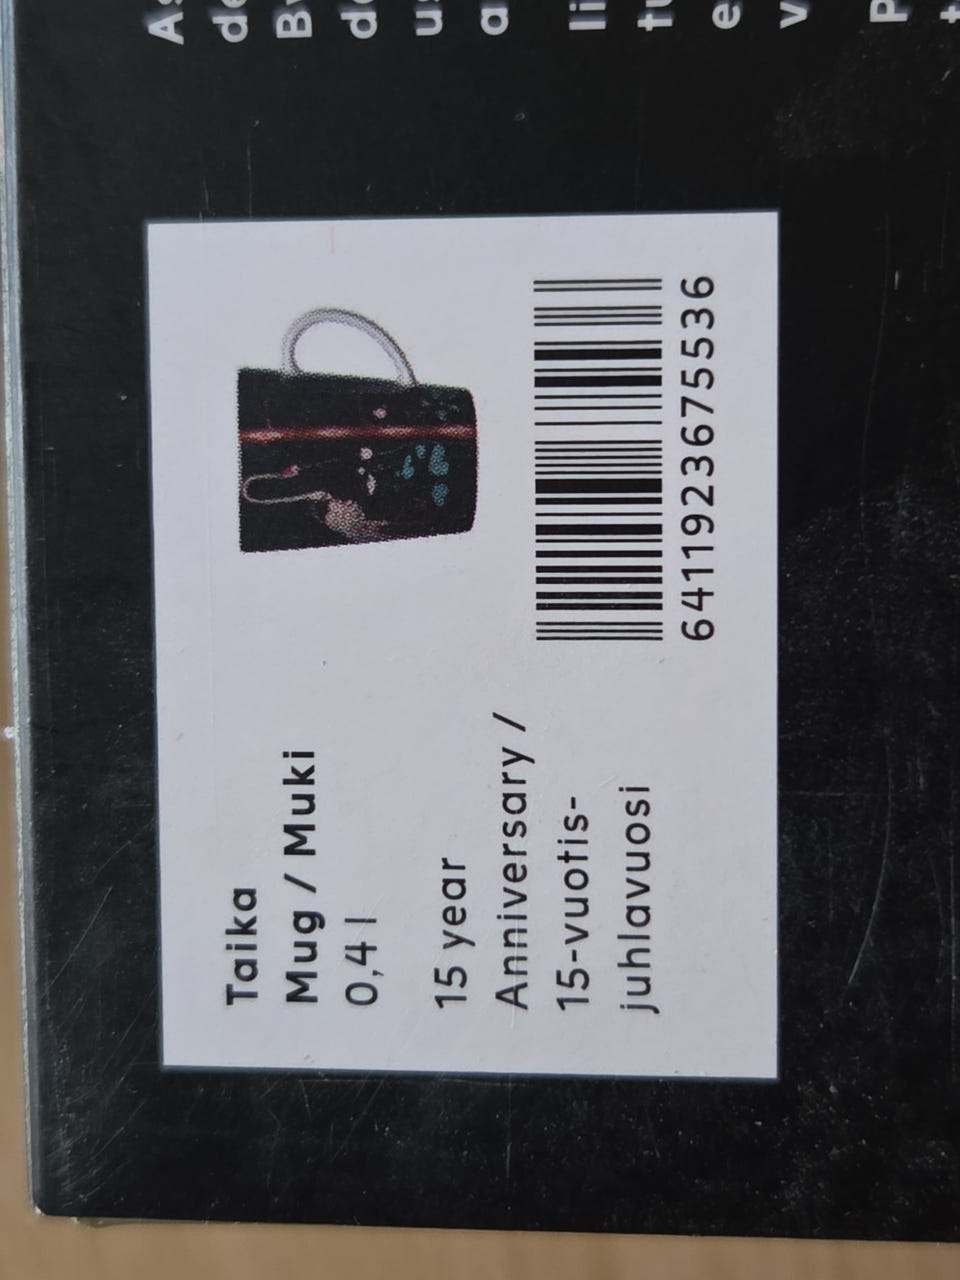 Taika
Mug / Muki
0,4 l
15 year
Anniversary /
15-vuotis-
juhlavuosi
6411923675536